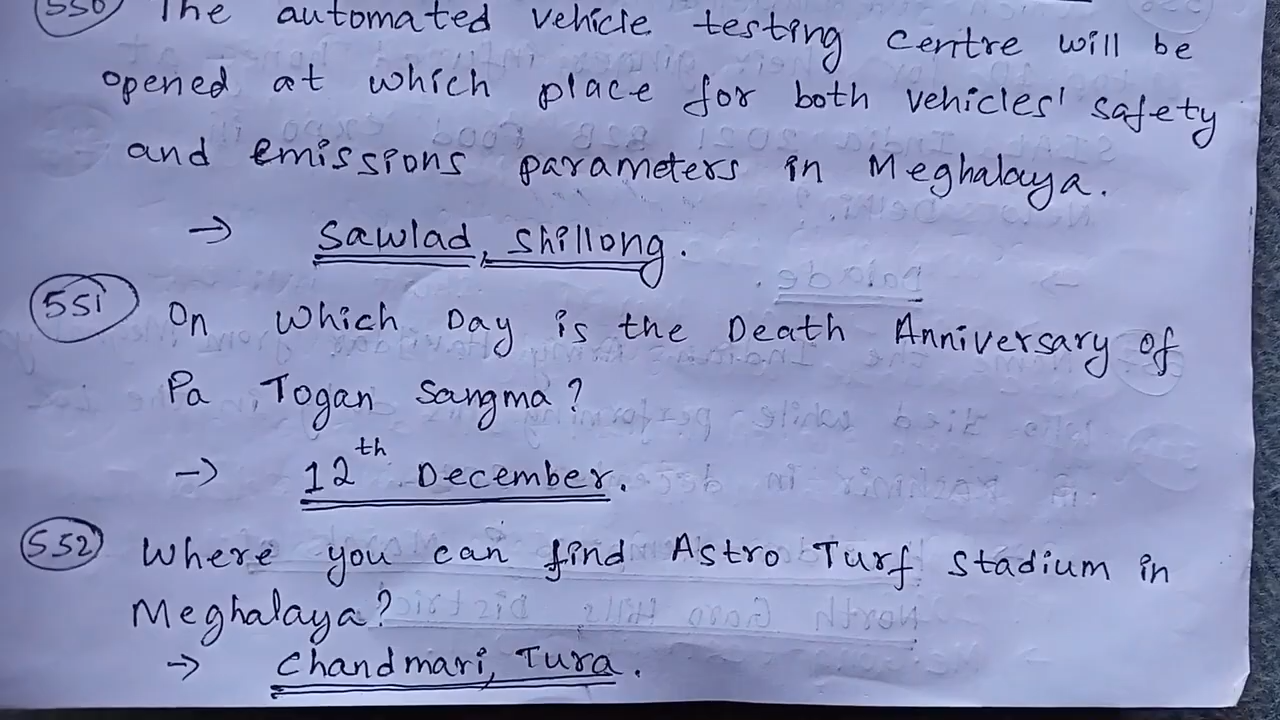 550) The automated vehicle testing centre will be
opened at which place for both vehicles' safety
and emissions parameters in Meghalaya.
→ Sawlad, Shillong.
551 On which Day is the Death Anniversary of
Pa Togan Sangma?
→ 12th December.
552 Where you can find Astro Turf stadium in
Meghalaya?
→ Chandmari, Tura.